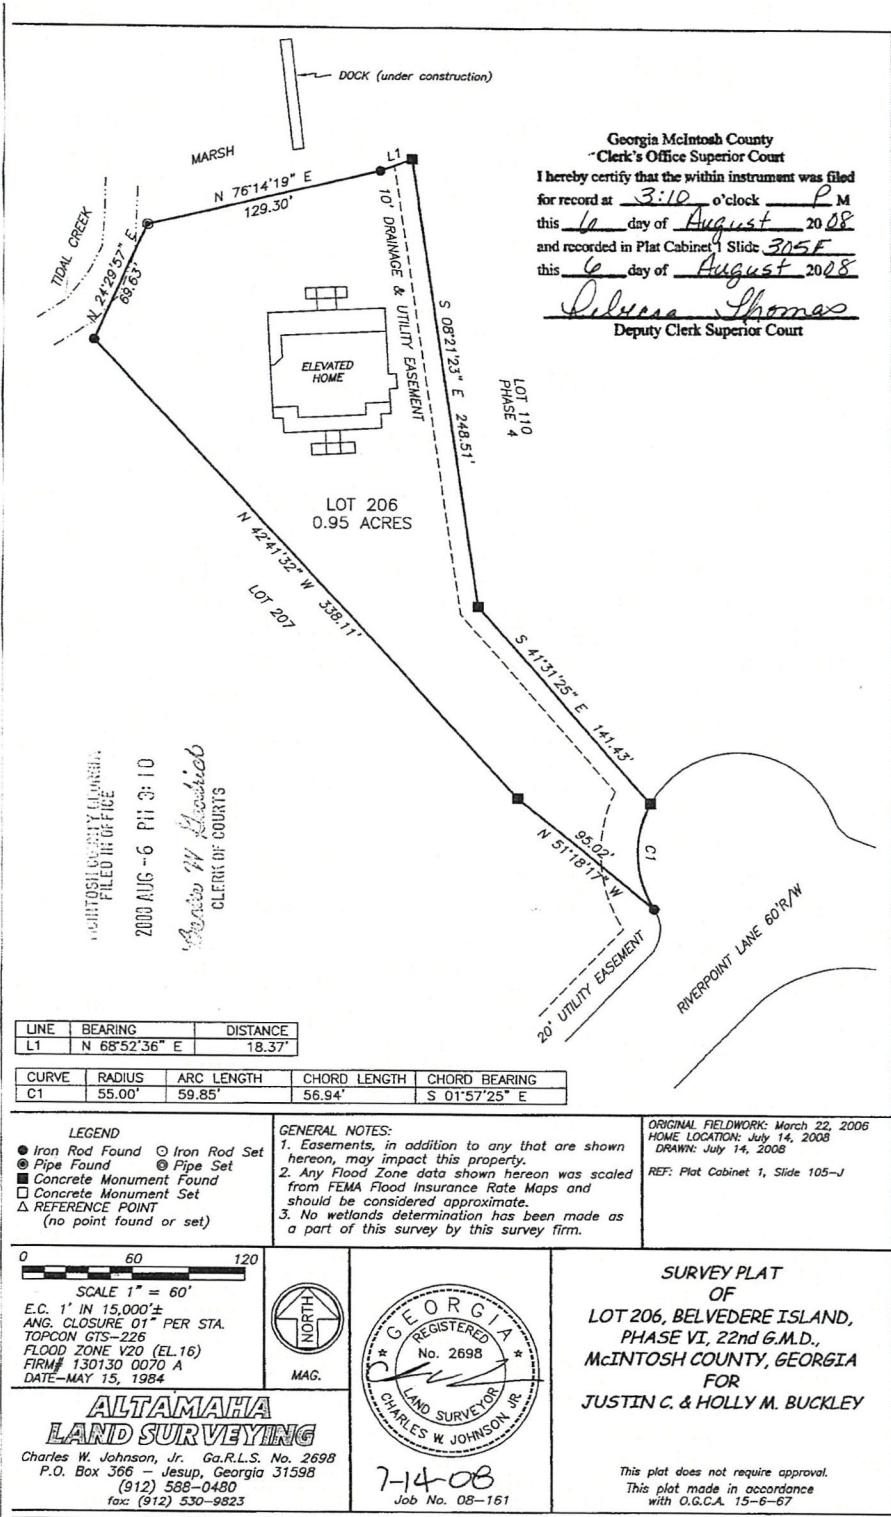 DOCK (under construction)
MARSH
L1
N 76°14'19" E
129.30'
TIDAL CREEK
N 24°29'57" E
69.63'
10' DRAINAGE & UTILITY EASEMENT
S 08°21'23" E 248.51'
ELEVATED
HOME
LOT 110
PHASE 4
LOT 206
0.95 ACRES
N 42°41'32" W 338.11'
LOT 207
S 41°31'25" E 141.43'
95.02'
N 51°18'17" W
C1
20' UTILITY EASEMENT
RIVERPOINT LANE 60'R/W
Georgia McIntosh County
Clerk's Office Superior Court
I hereby certify that the within instrument was filed
for record at 3:10 o'clock P M
this 6 day of August 2008
and recorded in Plat Cabinet 1 Slide 305F
this 6 day of August 2008
Thomas
Deputy Clerk Superior Court
COUNTY
FILED IN OFFICE
AUG -6 PM 3:10
CLERK OF COURTS
LINE BEARING DISTANCE
L1 N 68°52'36" E 18.37'
CURVE RADIUS ARC LENGTH CHORD LENGTH CHORD BEARING
C1 55.00' 59.85' 56.94' S 01°57'25" E
LEGEND
Iron Rod Found Iron Rod Set
Pipe Found Pipe Set
Concrete Monument Found
Concrete Monument Set
REFERENCE POINT
(no point found or set)
GENERAL NOTES:
1. Easements, in addition to any that are shown
hereon, may impact this property.
2. Any Flood Zone data shown hereon was scaled
from FEMA Flood Insurance Rate Maps and
should be considered approximate.
3. No wetlands determination has been made as
a part of this survey by this survey firm.
ORIGINAL FIELDWORK: March 22, 2006
HOME LOCATION: July 14, 2008
DRAWN: July 14, 2008
REF: Plat Cabinet 1, Slide 105-J
0 60 120
SCALE 1" = 60'
E.C. 1' IN 15,000'±
ANG. CLOSURE 01" PER STA.
TOPCON GTS-226
FLOOD ZONE V20 (EL.16)
FIRM# 130130 0070 A
DATE-MAY 15, 1984
NORTH
MAG.
ALTAMAHA
LAND SURVEYING
Charles W. Johnson, Jr. Ga.R.L.S. No. 2698
P.O. Box 366 - Jesup, Georgia 31598
(912) 588-0480
fax: (912) 530-9823
GEORGIA
REGISTERED
No. 2698
LAND SURVEYOR
CHARLES W. JOHNSON, JR.
7-14-08
Job No. 08-161
SURVEY PLAT
OF
LOT 206, BELVEDERE ISLAND,
PHASE VI, 22nd G.M.D.,
McINTOSH COUNTY, GEORGIA
FOR
JUSTIN C. & HOLLY M. BUCKLEY
This plat does not require approval.
This plat made in accordance
with O.G.C.A. 15-6-67